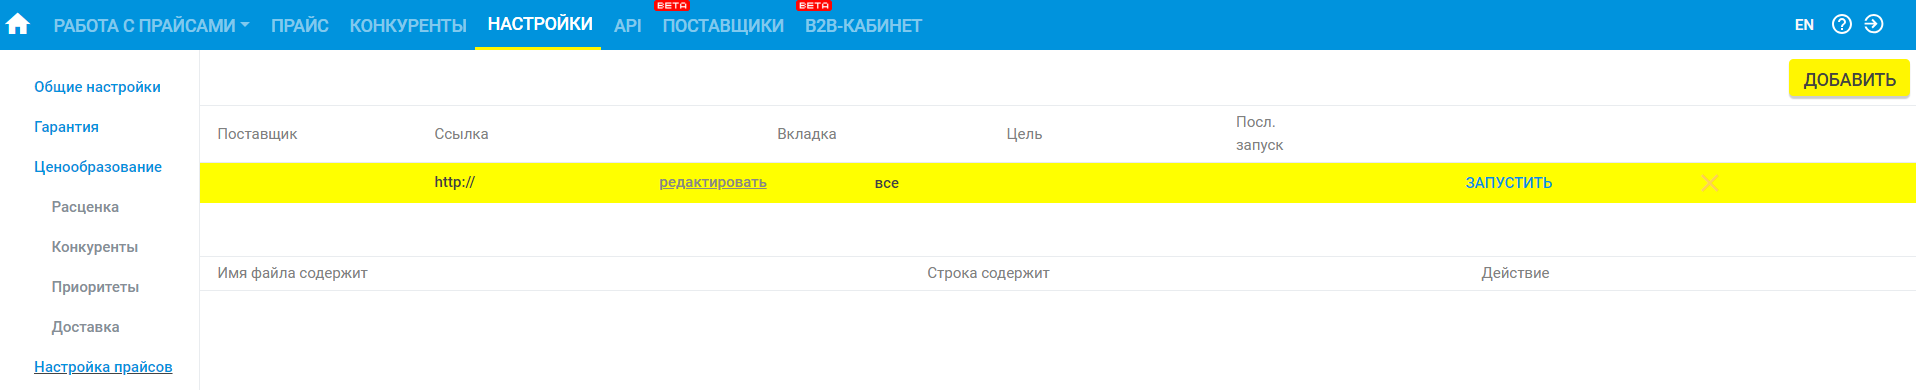 BETA BETA
РАБОТА С ПРАЙСАМИ ПРАЙС КОНКУРЕНТЫ НАСТРОЙКИ API ПОСТАВЩИКИ B2B-КАБИНЕТ EN
Общие настройки
Гарантия
Ценообразование
Расценка
Конкуренты
Приоритеты
Доставка
Настройка прайсов
ДОБАВИТЬ
Поставщик Ссылка Вкладка Цель Посл.
запуск
http:// редактировать все ЗАПУСТИТЬ
Имя файла содержит Строка содержит Действие